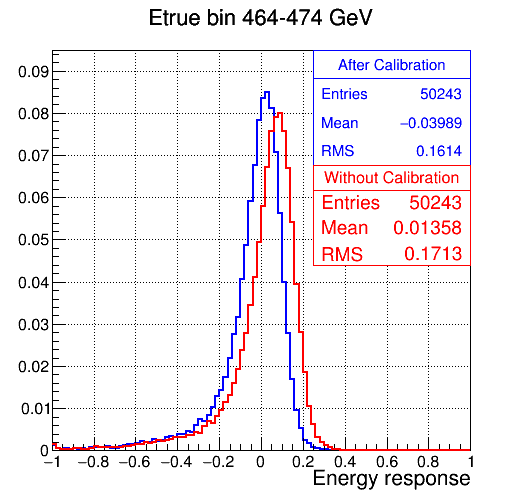 Etrue bin 464-474 GeV
After Calibration
Entries 50243
Mean −0.03989
RMS 0.1614
Without Calibration
Entries 50243
Mean 0.01358
RMS 0.1713
0.09
0.08
0.07
0.06
0.05
0.04
0.03
0.02
0.01
0
−1 −0.8 −0.6 −0.4 −0.2 0 0.2 0.4 0.6 0.8 1
Energy response